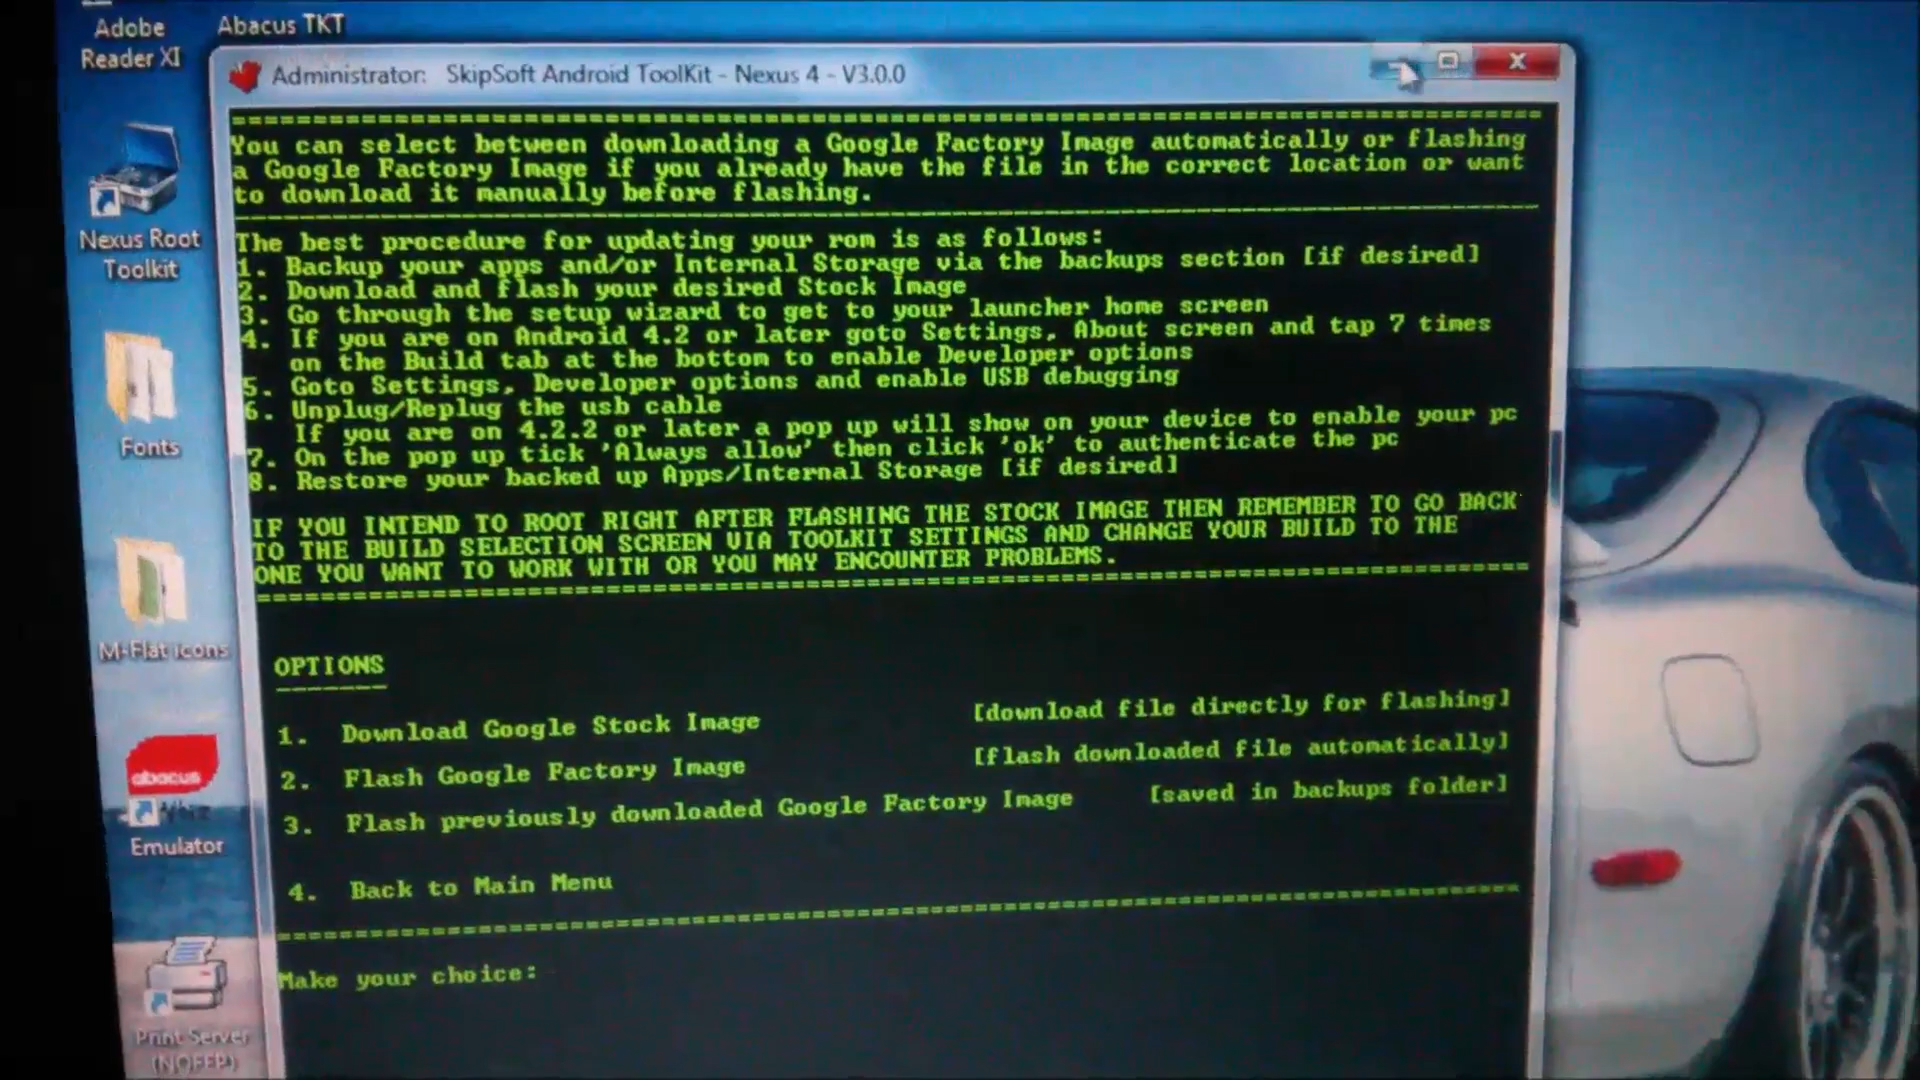 Adobe
Reader XI
Abacus TKT
Administrator: SkipSoft Android ToolKit - Nexus 4 - V3.0.0
You can select between downloading a Google Factory Image automatically or flashing
a Google Factory Image if you already have the file in the correct location or want
to download it manually before flashing.
The best procedure for updating your rom is as follows:
1. Backup your apps and/or Internal Storage via the backups section [if desired]
2. Download and flash your desired Stock Image
3. Go through the setup wizard to get to your launcher home screen
4. If you are on Android 4.2 or later goto Settings, About screen and tap 7 times
on the Build tab at the bottom to enable Developer options
5. Goto Settings, Developer options and enable USB debugging
6. Unplug/Replug the usb cable
If you are on 4.2.2 or later a pop up will show on your device to enable your pc
7. On the pop up tick 'Always allow' then click 'ok' to authenticate the pc
8. Restore your backed up Apps/Internal Storage [if desired]
IF YOU INTEND TO ROOT RIGHT AFTER FLASHING THE STOCK IMAGE THEN REMEMBER TO GO BACK
TO THE BUILD SELECTION SCREEN VIA TOOLKIT SETTINGS AND CHANGE YOUR BUILD TO THE
ONE YOU WANT TO WORK WITH OR YOU MAY ENCOUNTER PROBLEMS.
OPTIONS
1. Download Google Stock Image [download file directly for flashing]
2. Flash Google Factory Image [flash downloaded file automatically]
3. Flash previously downloaded Google Factory Image [saved in backups folder]
4. Back to Main Menu
Make your choice:
Nexus Root
Toolkit
Fonts
M-Flat icons
abacus
Whiz
Emulator
Print Server